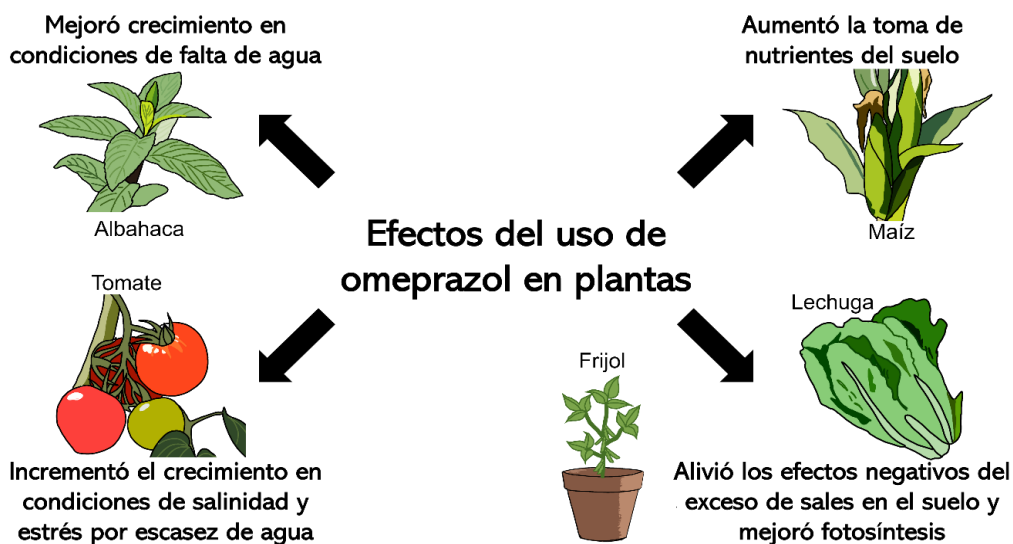 Mejoró crecimiento en
condiciones de falta de agua
Albahaca
Aumentó la toma de
nutrientes del suelo
Maíz
Efectos del uso de
omeprazol en plantas
Tomate
Incrementó el crecimiento en
condiciones de salinidad y
estrés por escasez de agua
Frijol
Lechuga
Alivió los efectos negativos del
exceso de sales en el suelo y
mejoró fotosíntesis